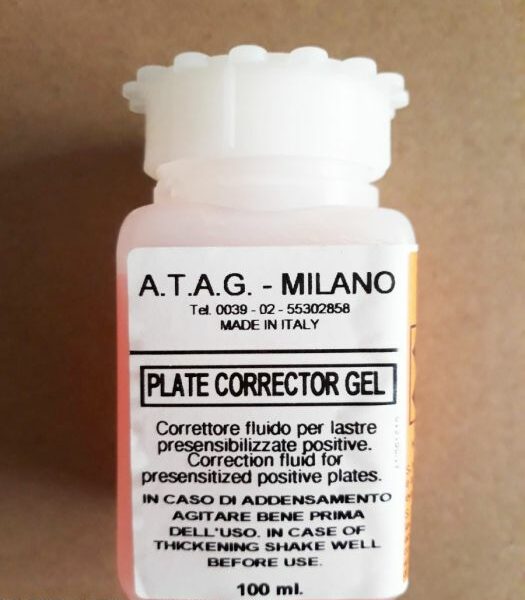 A.T.A.G. - MILANO
Tel. 0039 - 02 - 55302858
MADE IN ITALY
PLATE CORRECTOR GEL
Correttore fluido per lastre
presensibilizzate positive.
Correction fluid for
presensitized positive plates.
IN CASO DI ADDENSAMENTO
AGITARE BENE PRIMA
DELL'USO. IN CASE OF
THICKENING SHAKE WELL
BEFORE USE.
100 ml.